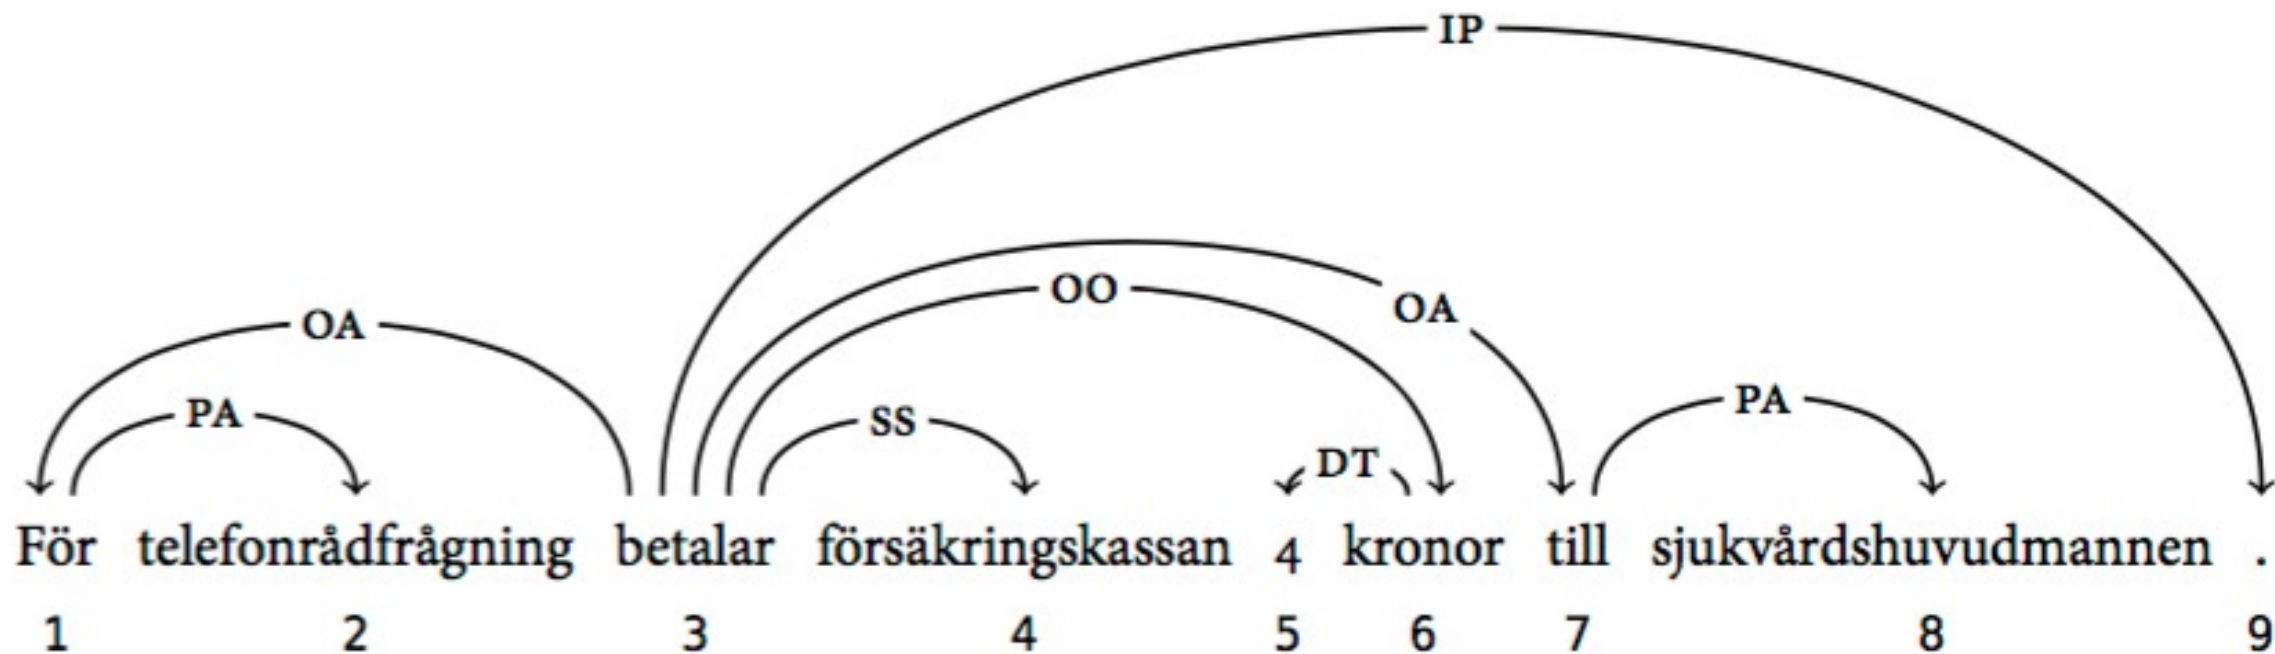 IP
OO
OA OA
PA SS DT PA
För telefonrådfrågning betalar försäkringskassan 4 kronor till sjukvårdshuvudmannen .
1 2 3 4 5 6 7 8 9